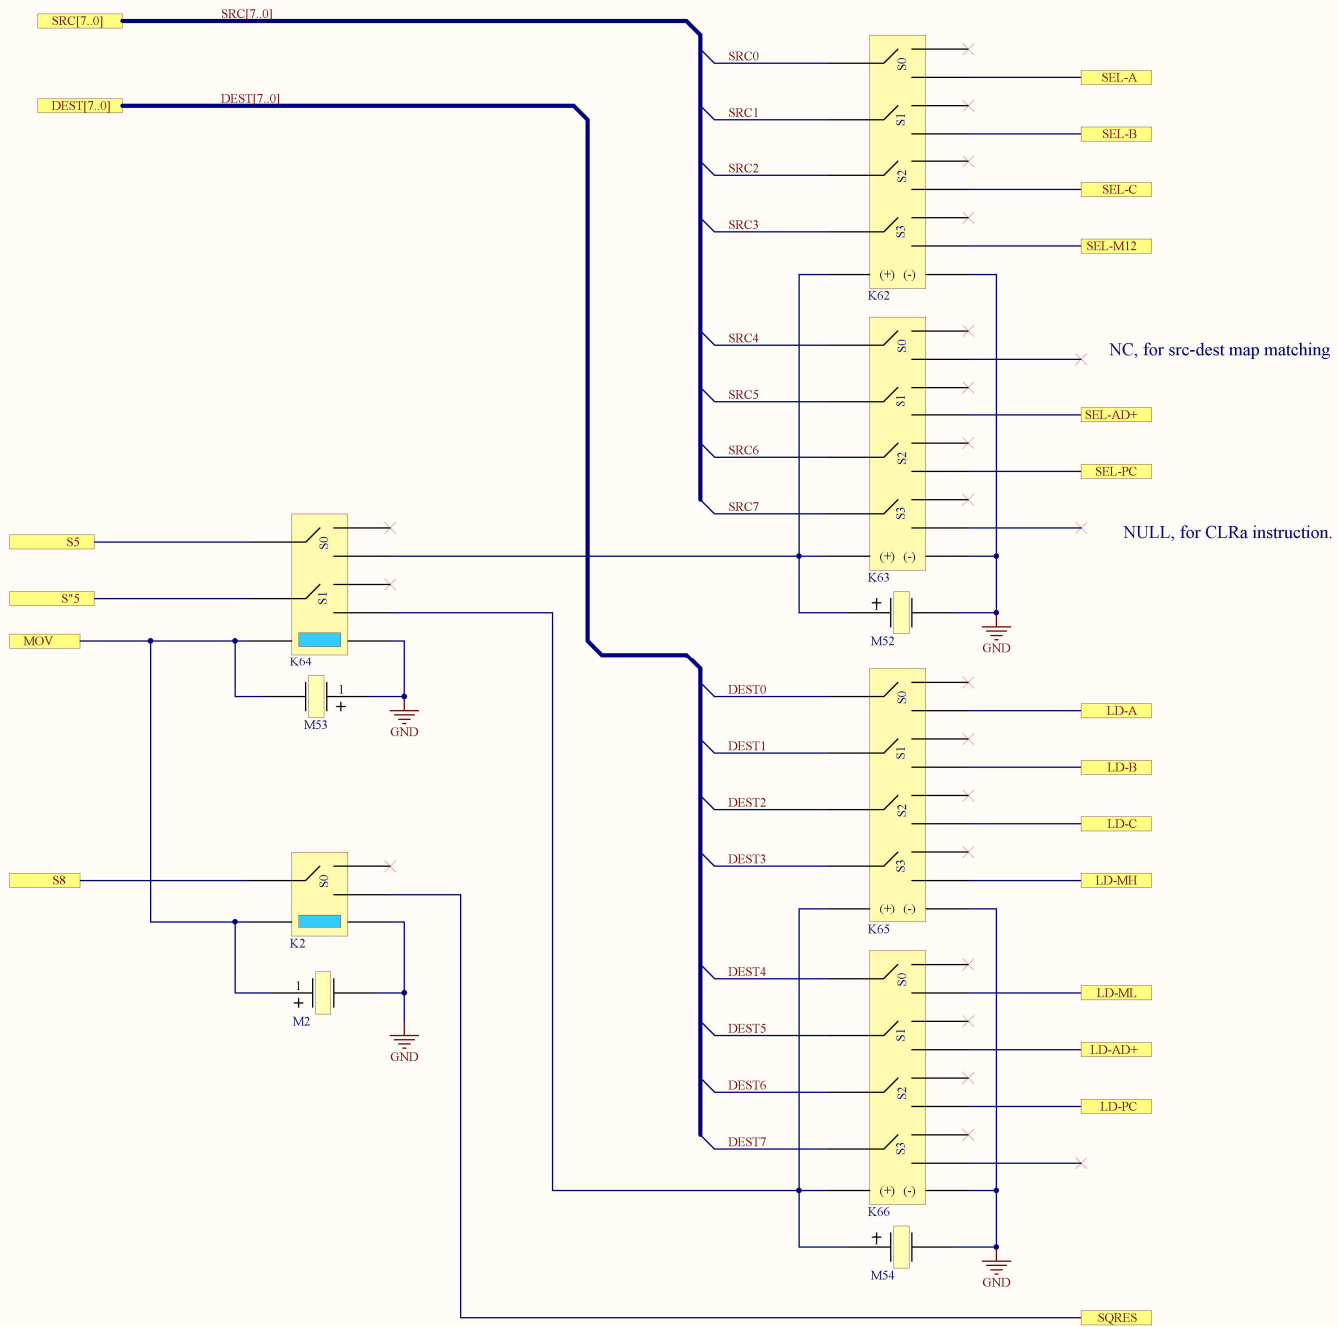 SRC[7..0]
SRC[7..0]
DEST[7..0]
DEST[7..0]
SRC0
S0
SEL-A
SRC1
S1
SEL-B
SRC2
S2
SEL-C
SRC3
S3
SEL-M12
(+) (-)
K62
SRC4
S0
NC, for src-dest map matching
SRC5
S1
SEL-AD+
SRC6
S2
SEL-PC
SRC7
S3
NULL, for CLRa instruction.
(+) (-)
K63
+
1
M52
GND
S5
S0
S"5
S1
MOV
K64
1
+
M53
GND
DEST0
S0
LD-A
DEST1
S1
LD-B
DEST2
S2
LD-C
DEST3
S3
LD-MH
(+) (-)
K65
S8
S0
K2
1
+
M2
GND
DEST4
S0
LD-ML
DEST5
S1
LD-AD+
DEST6
S2
LD-PC
DEST7
S3
(+) (-)
K66
+
1
M54
GND
SQRES